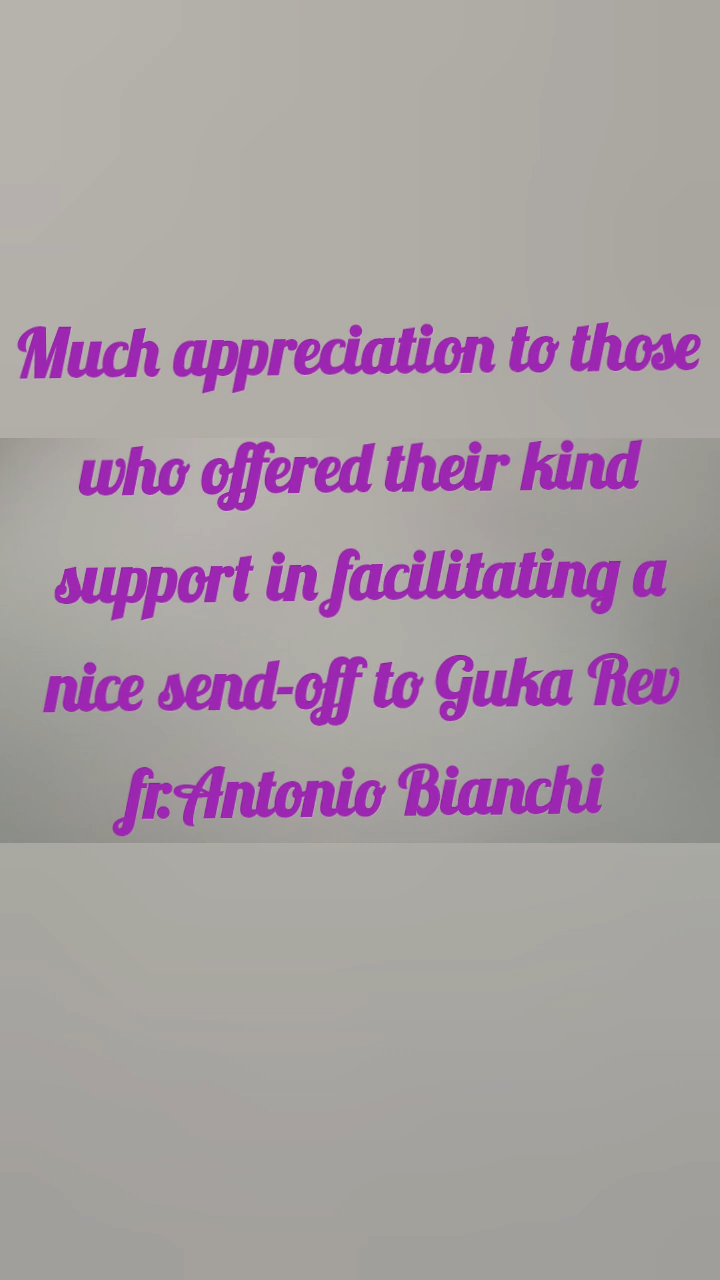 Much appreciation to those
who offered their kind
support in facilitating a
nice send-off to Guka Rev
fr.Antonio Bianchi